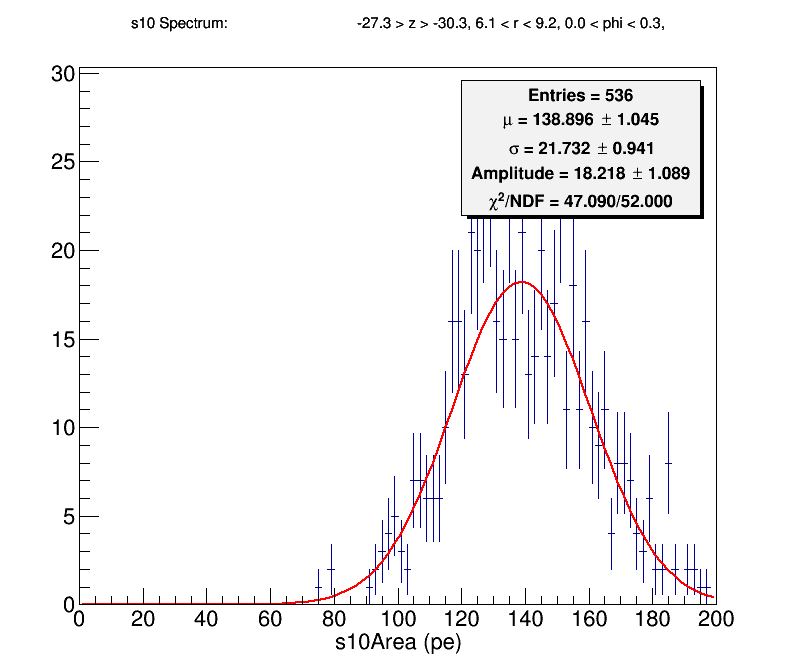 s10 Spectrum: -27.3 > z > -30.3, 6.1 < r < 9.2, 0.0 < phi < 0.3,
Entries = 536
μ = 138.896 ± 1.045
σ = 21.732 ± 0.941
Amplitude = 18.218 ± 1.089
χ²/NDF = 47.090/52.000
30
25
20
15
10
5
0
0 20 40 60 80 100 120 140 160 180 200
s10Area (pe)